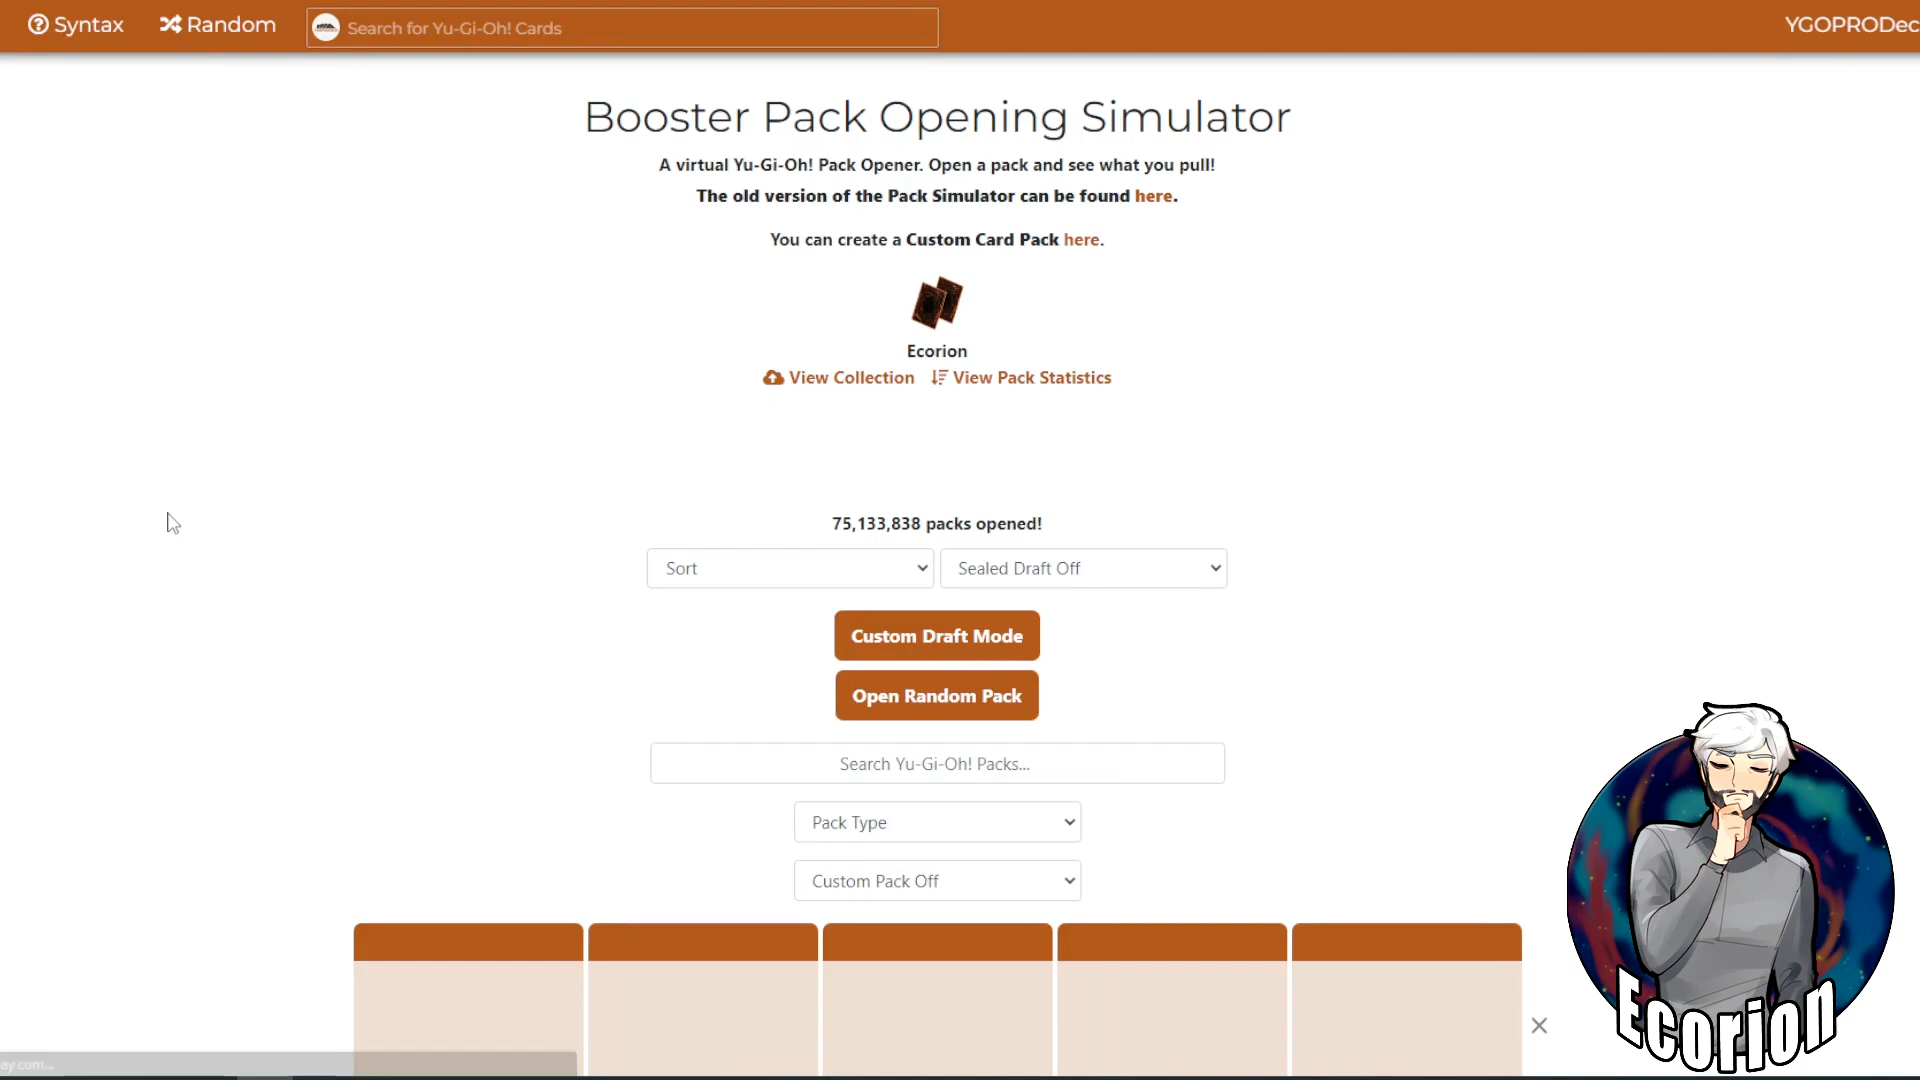 Syntax
Random
Search for Yu-Gi-Oh! Cards
YGOPRODec
Booster Pack Opening Simulator
A virtual Yu-Gi-Oh! Pack Opener. Open a pack and see what you pull!
The old version of the Pack Simulator can be found here.
You can create a Custom Card Pack here.
Ecorion
View Collection
View Pack Statistics
75,133,838 packs opened!
Sort
Sealed Draft Off
Custom Draft Mode
Open Random Pack
Search Yu-Gi-Oh! Packs...
Pack Type
Custom Pack Off
Ecorion
ay.com...